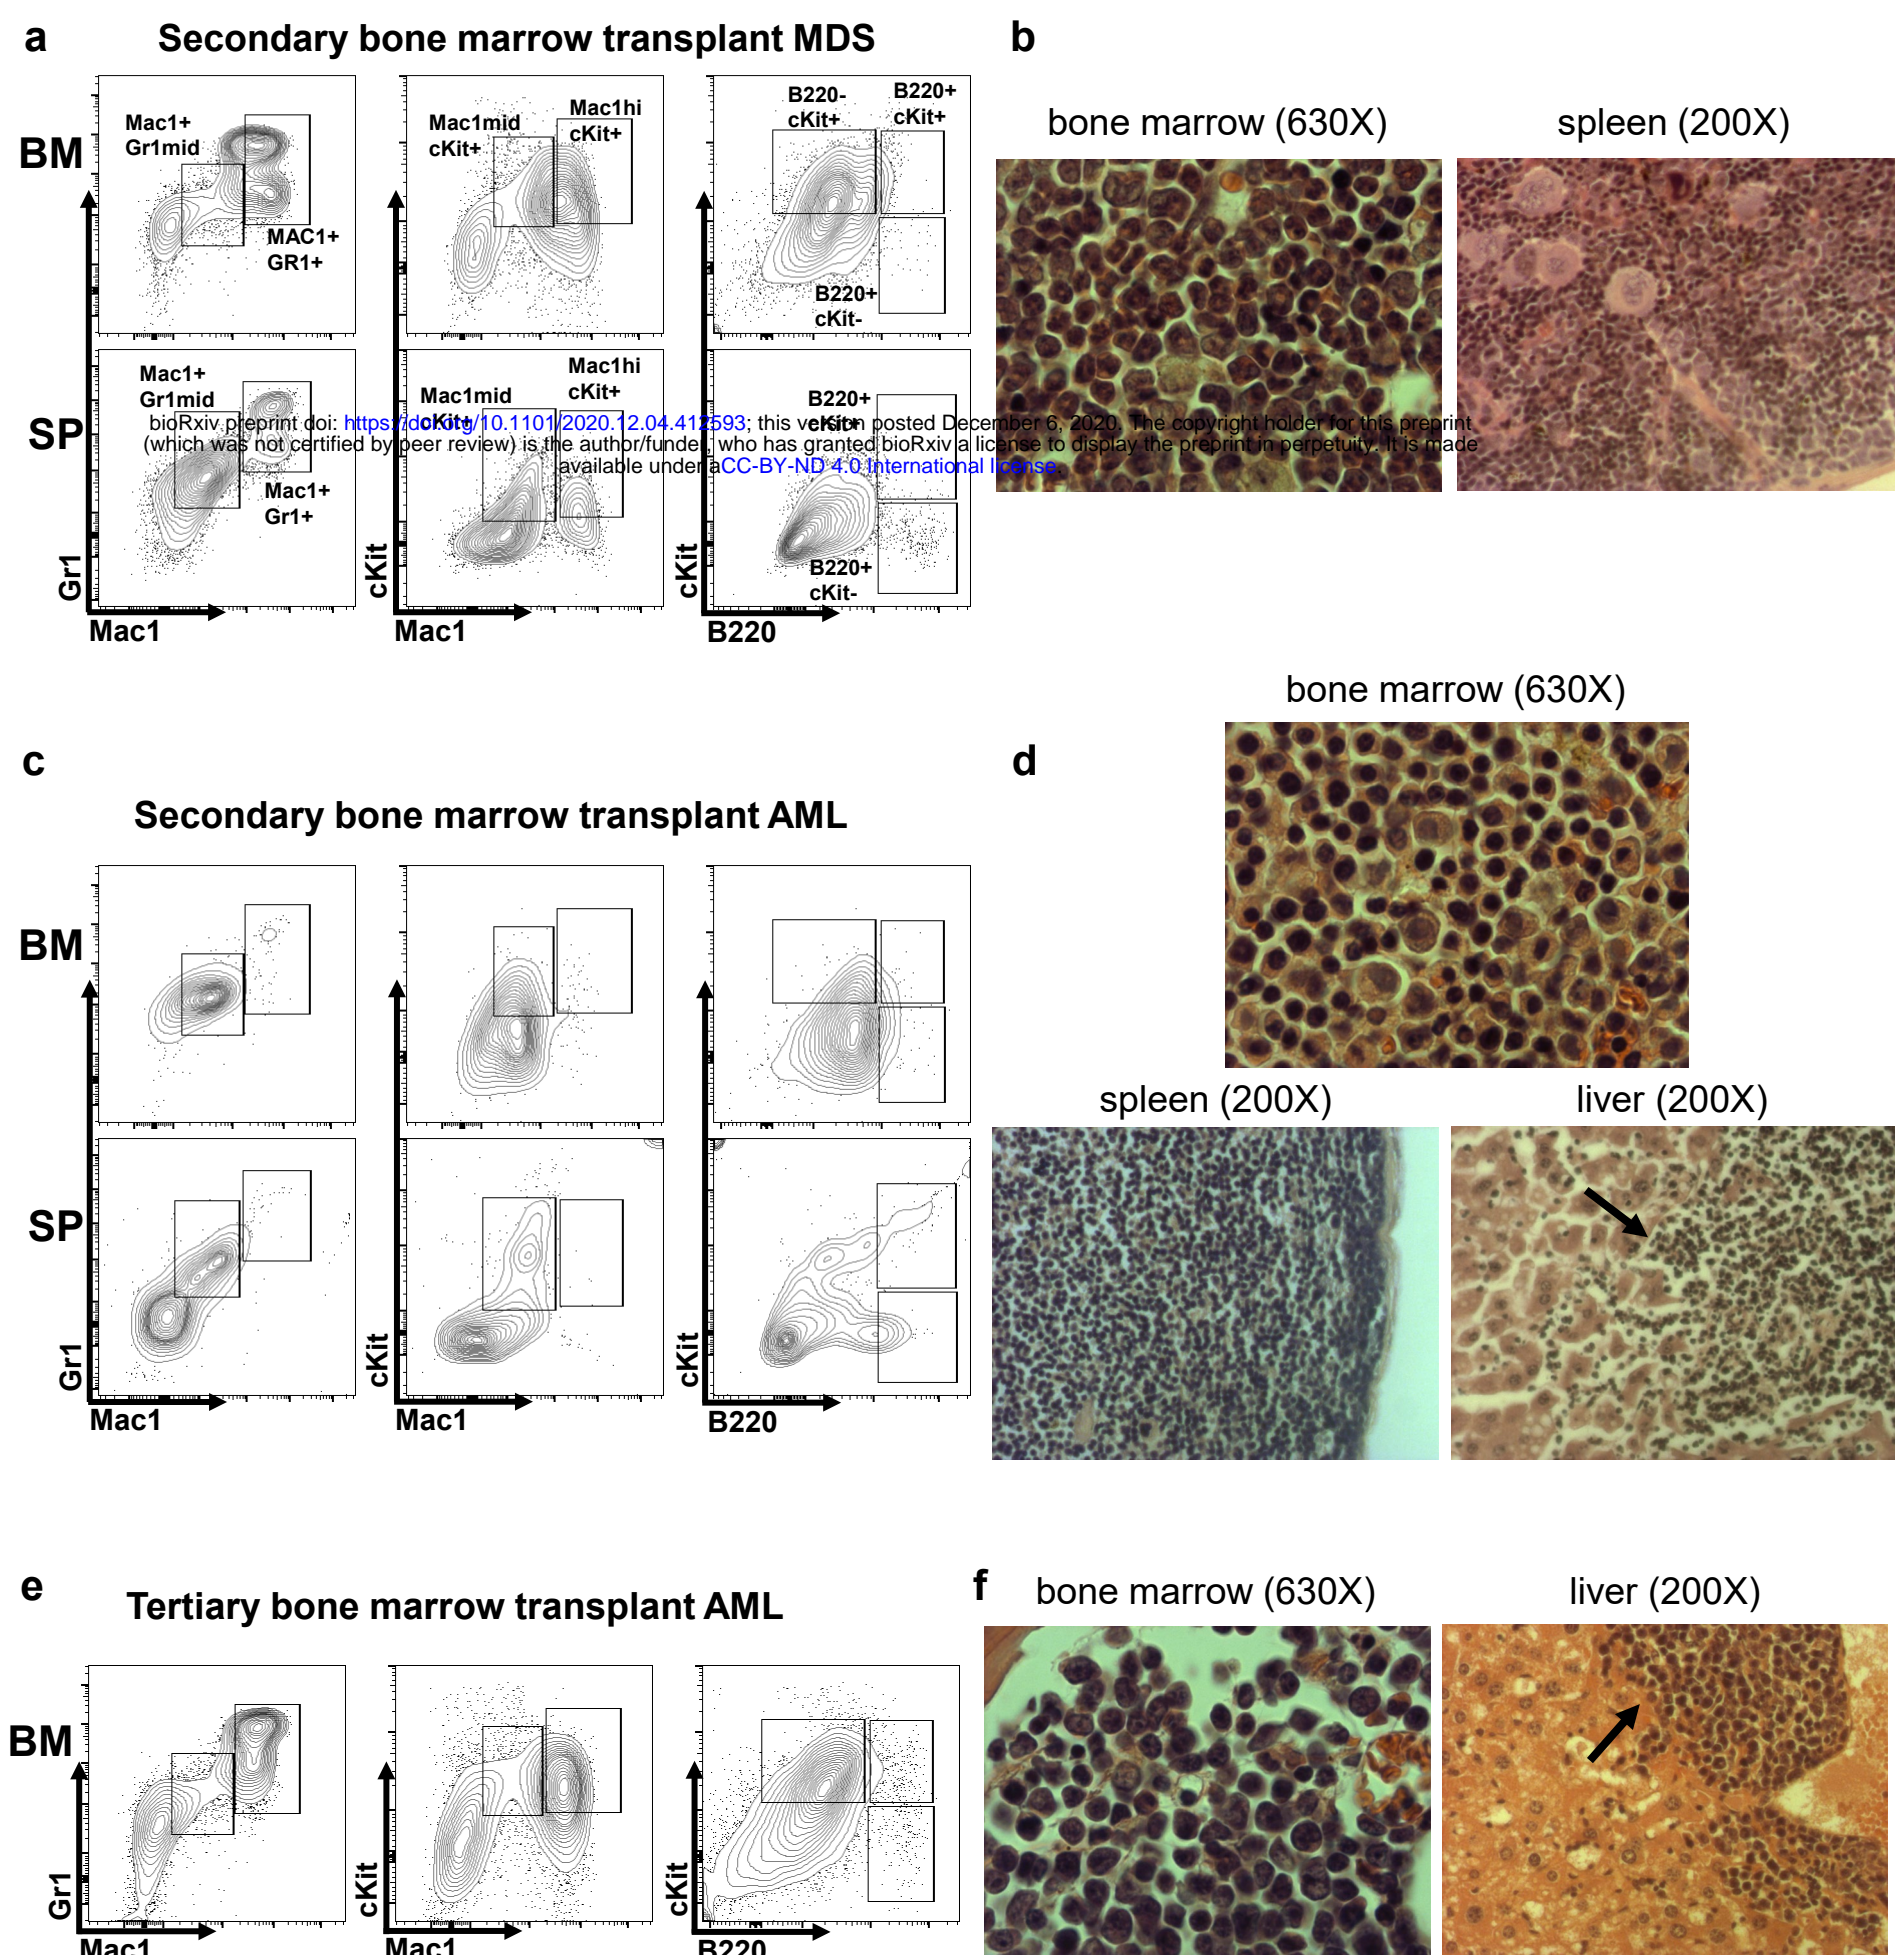 a
Secondary bone marrow transplant MDS
BM
Mac1+
Gr1mid
MAC1+
GR1+
Mac1mid
cKit+
Mac1hi
cKit+
B220-
cKit+
B220+
cKit+
B220+
cKit-
SP
Mac1+
Gr1mid
Mac1+
Gr1+
Mac1mid
cKit+
Mac1hi
cKit+
B220+
cKit+
B220+
cKit-
Gr1
Mac1
cKit
Mac1
cKit
B220
bioRxiv preprint doi: https://doi.org/10.1101/2020.12.04.412593; this version posted December 6, 2020. The copyright holder for this preprint
(which was not certified by peer review) is the author/funder, who has granted bioRxiv a license to display the preprint in perpetuity. It is made
available under aCC-BY-ND 4.0 International license.
b
bone marrow (630X)
spleen (200X)
c
Secondary bone marrow transplant AML
BM
SP
Gr1
Mac1
cKit
Mac1
cKit
B220
d
bone marrow (630X)
spleen (200X)
liver (200X)
e
Tertiary bone marrow transplant AML
BM
Gr1
Mac1
cKit
Mac1
cKit
B220
f
bone marrow (630X)
liver (200X)